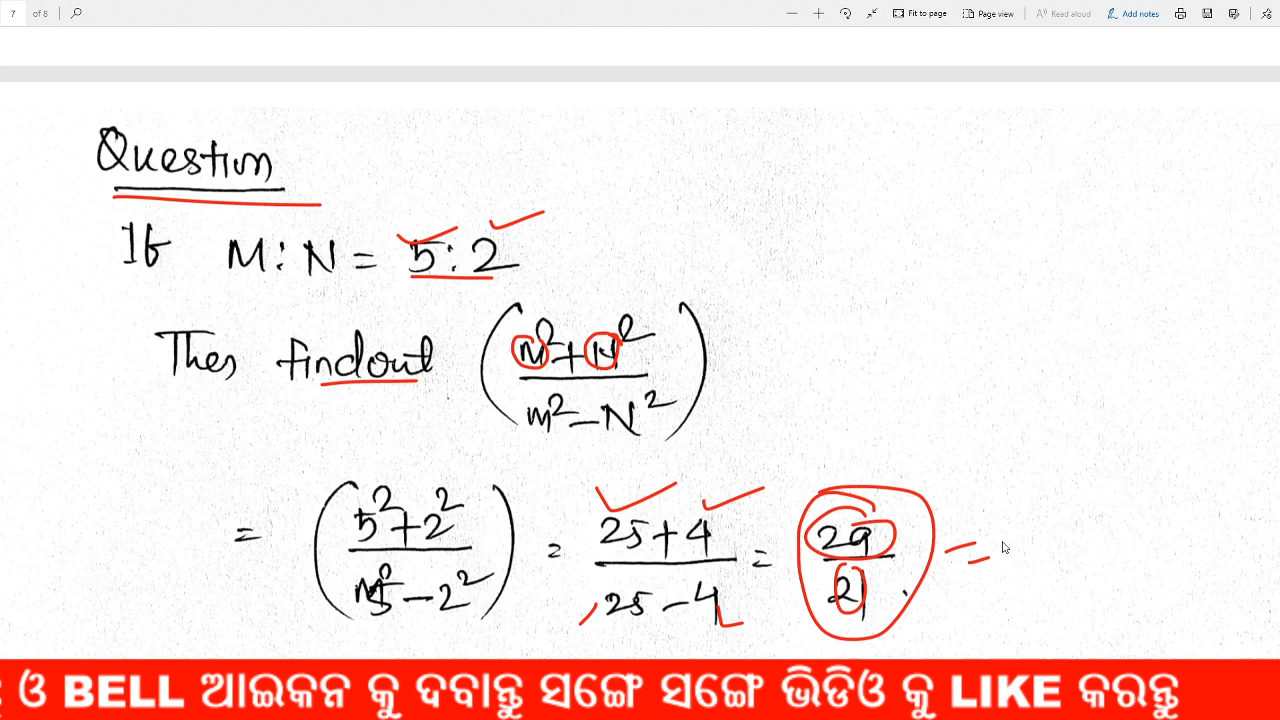 7 of 8 Fit to page Page view Read aloud Add notes
Question
If M : N = 5 : 2
Then findout (M²+N²/m²-N²)
= (5²+2²/5²-2²) = 25+4/25-4 = 29/21 . =
ଓ BELL ଆଇକନ କୁ ଦବାନ୍ତୁ ସଙ୍ଗେ ସଙ୍ଗେ ଭିଡିଓ କୁ LIKE କରନ୍ତୁ